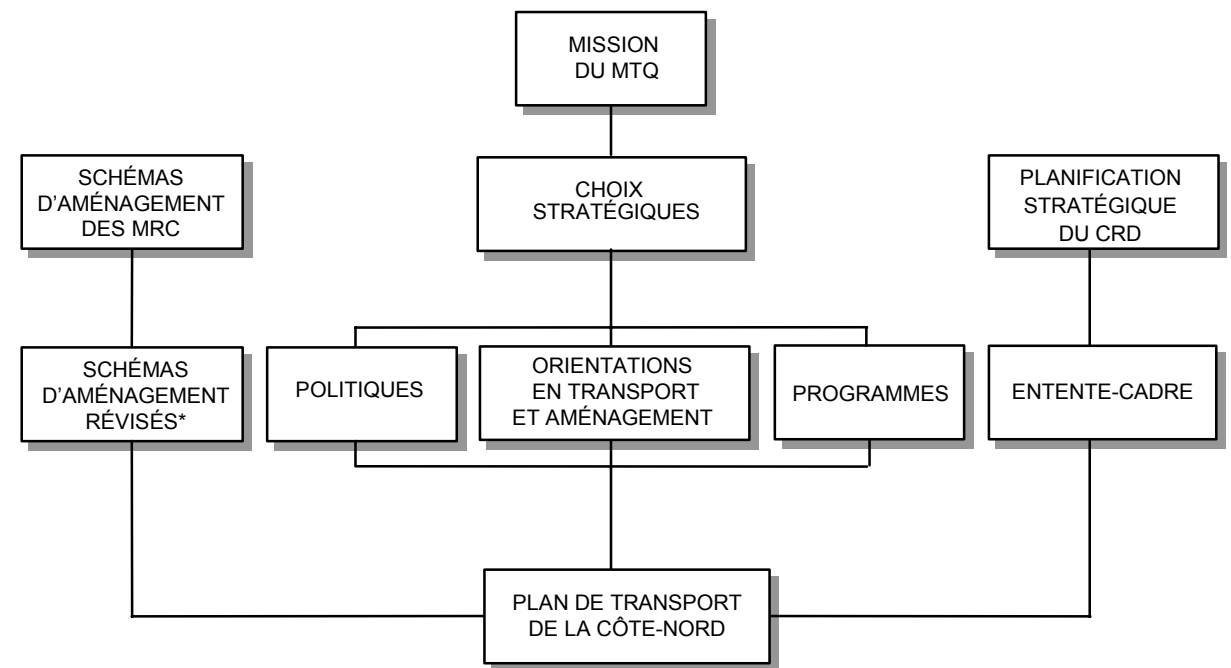 MISSION
DU MTQ
SCHÉMAS
D'AMÉNAGEMENT
DES MRC
CHOIX
STRATÉGIQUES
PLANIFICATION
STRATÉGIQUE
DU CRD
SCHÉMAS
D'AMÉNAGEMENT
RÉVISÉS*
POLITIQUES
ORIENTATIONS
EN TRANSPORT
ET AMÉNAGEMENT
PROGRAMMES
ENTENTE-CADRE
PLAN DE TRANSPORT
DE LA CÔTE-NORD